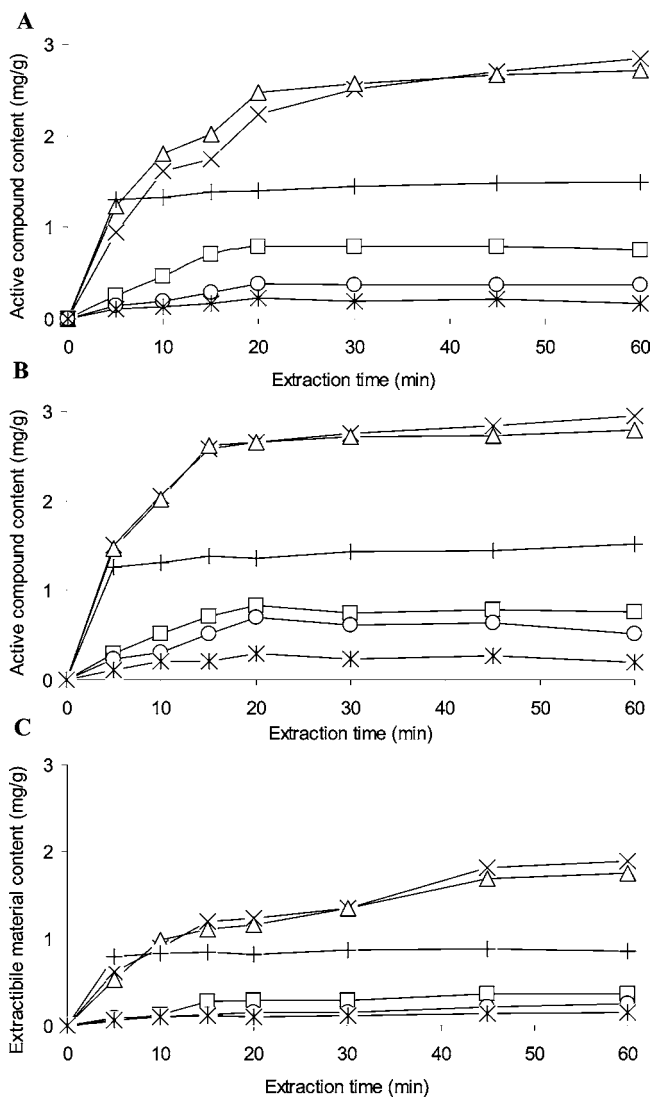 A
Active compound content (mg/g)
3
2
1
0
0 10 20 30 40 50 60
Extraction time (min)
B
Active compound content (mg/g)
3
2
1
0
0 10 20 30 40 50 60
Extraction time (min)
C
Extractibile material content (mg/g)
3
2
1
0
0 10 20 30 40 50 60
Extraction time (min)